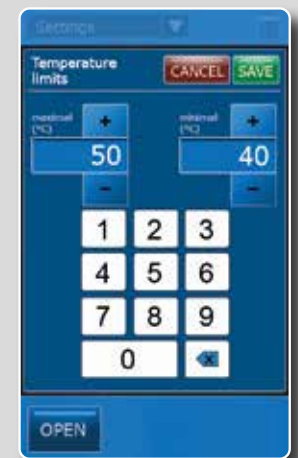 Settings
Temperature
limits
CANCEL SAVE
maximal
(°C)
minimal
(°C)
+ +
50 40
- -
1 2 3
4 5 6
7 8 9
0
OPEN